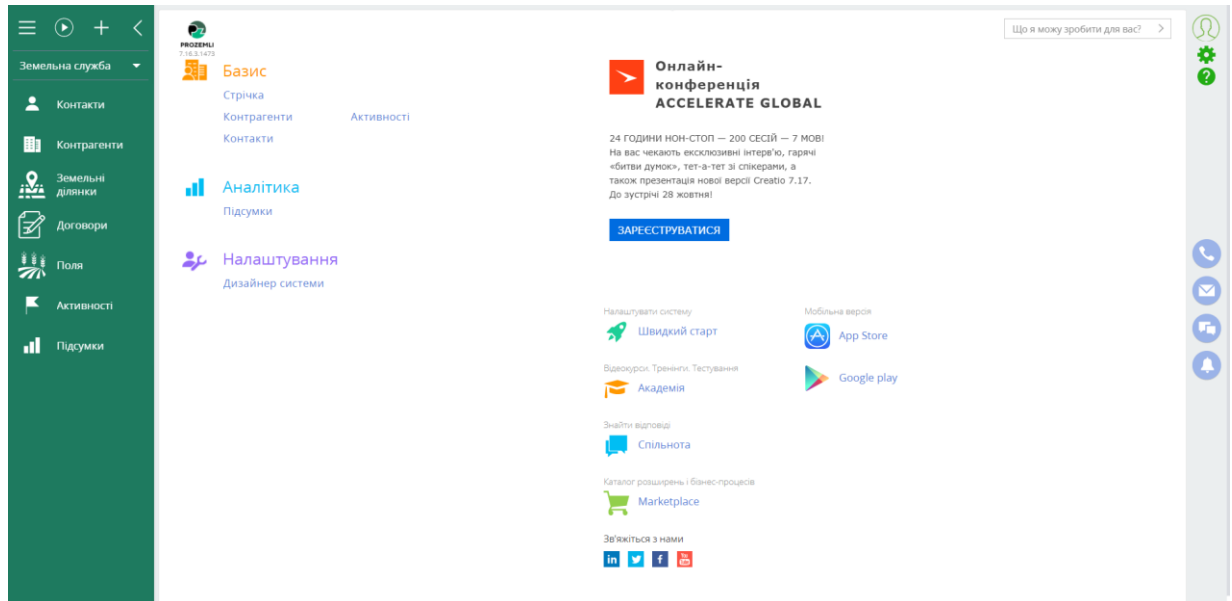 Земельна служба
Контакти
Контрагенти
Земельні
ділянки
Договори
Поля
Активності
Підсумки
PROZEMLI
7.16.3.1473
Що я можу зробити для вас?
Базис
Стрічка
Контрагенти
Активності
Контакти
Аналітика
Підсумки
Налаштування
Дизайнер системи
Онлайн-
конференція
ACCELERATE GLOBAL
24 ГОДИНИ НОН-СТОП — 200 СЕСІЙ — 7 МОВ!
На вас чекають ексклюзивні інтерв'ю, гарячі
«битви думок», тет-а-тет зі спікерами, а
також презентація нової версії Creatio 7.17.
До зустрічі 28 жовтня!
ЗАРЕЄСТРУВАТИСЯ
Налаштувати систему
Швидкий старт
Мобільна версія
App Store
Google play
Відеокурси. Тренінги. Тестування
Академія
Знайти відповіді
Спільнота
Каталог розширень і бізнес-процесів
Marketplace
Зв'яжіться з нами